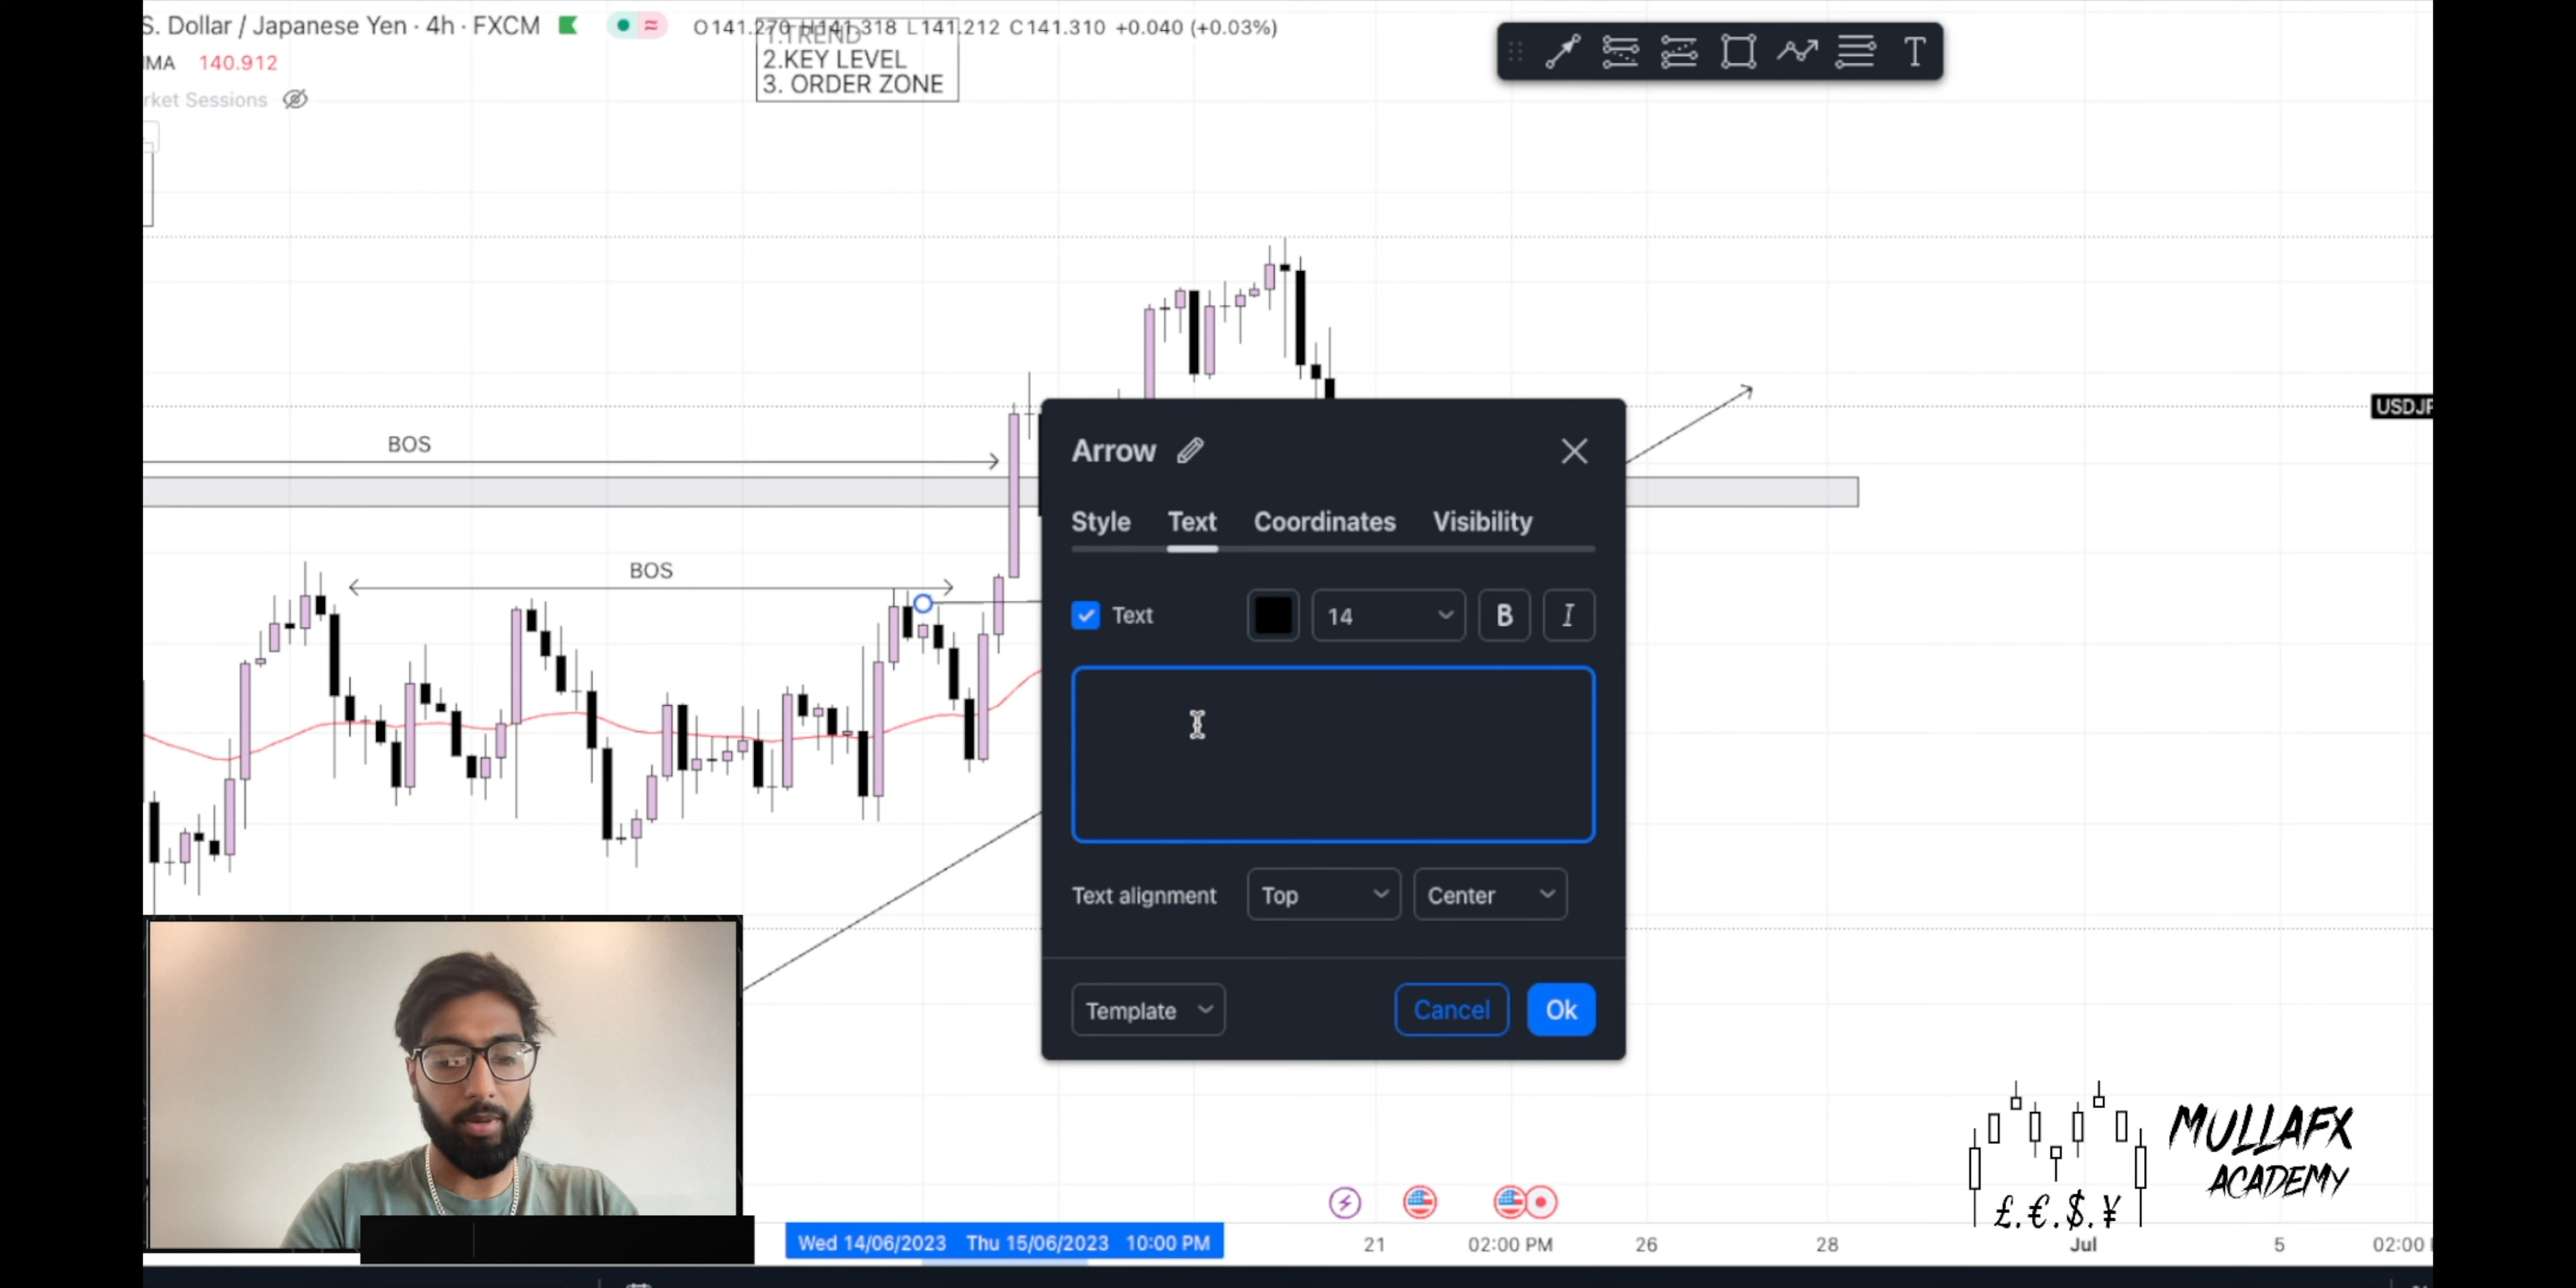 S. Dollar / Japanese Yen · 4h · FXCM O141.270 H141.318 L141.212 C141.310 +0.040 (+0.03%)
1.TREND
2.KEY LEVEL
3. ORDER ZONE
MA 140.912
rket Sessions
T
USDJP
BOS
BOS
Arrow
Style Text Coordinates Visibility
Text 14 B I
Text alignment Top Center
Template Cancel Ok
MULLAFX
ACADEMY
£.€.$.¥
Wed 14/06/2023 Thu 15/06/2023 10:00 PM 21 02:00 PM 26 28 Jul 5 02:00